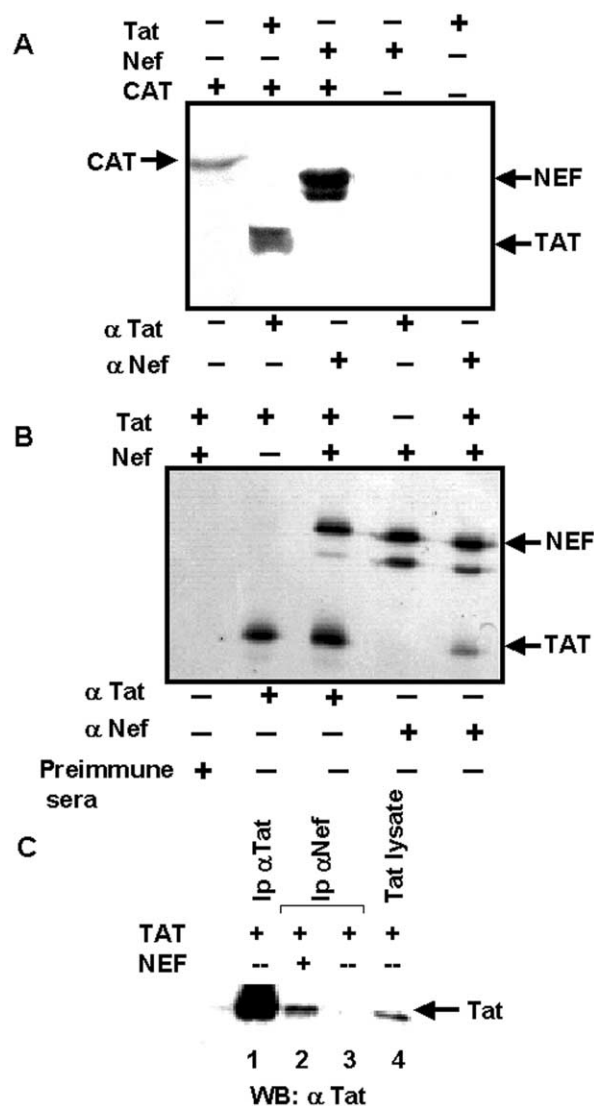 A
Tat – + – – +
Nef – – + + –
CAT + + + – –
CAT
NEF
TAT
α Tat – + – + –
α Nef – – + – +
B
Tat + + + – +
Nef + – + + +
NEF
TAT
α Tat – + + – –
α Nef – – – + +
Preimmune + – – – –
sera
C
Ip αTat
Ip αNef
Tat lysate
TAT + + + +
NEF -- + -- --
Tat
1 2 3 4
WB: α Tat